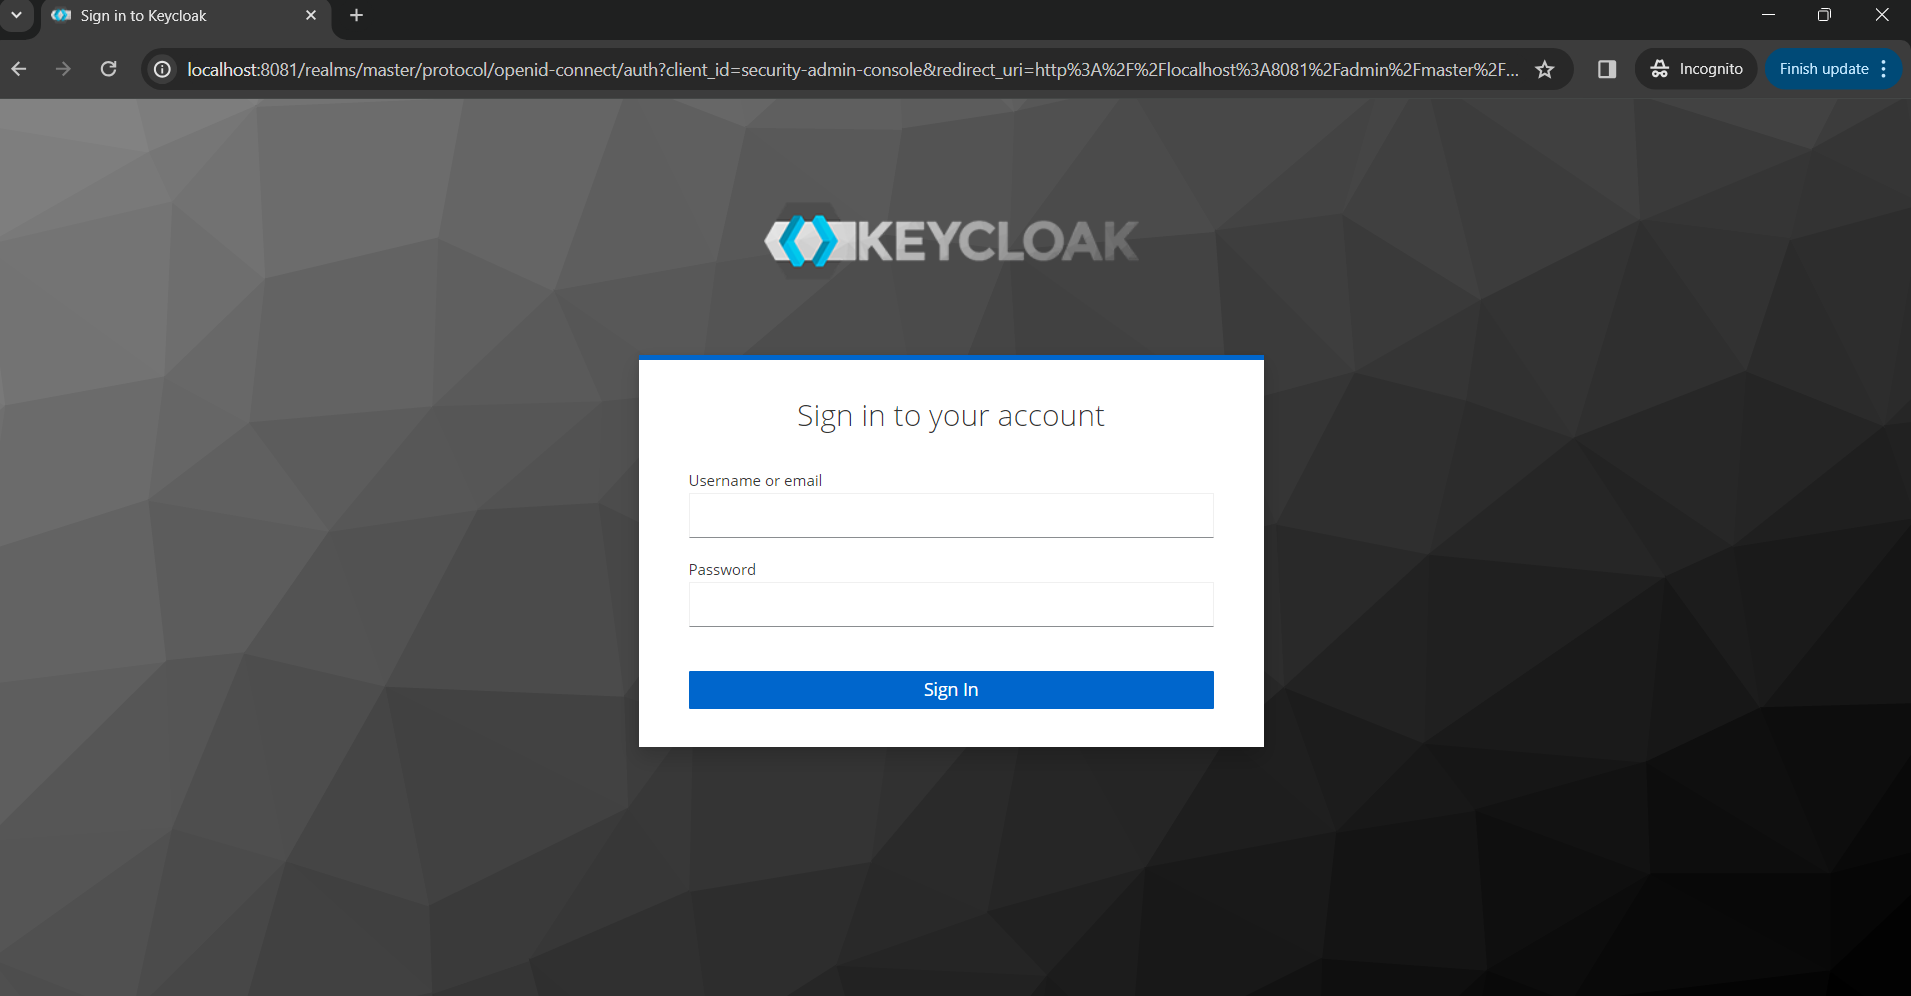 Sign in to Keycloak
localhost:8081/realms/master/protocol/openid-connect/auth?client_id=security-admin-console&redirect_uri=http%3A%2F%2Flocalhost%3A8081%2Fadmin%2Fmaster%2F...
Incognito
Finish update
KEYCLOAK
Sign in to your account
Username or email
Password
Sign In